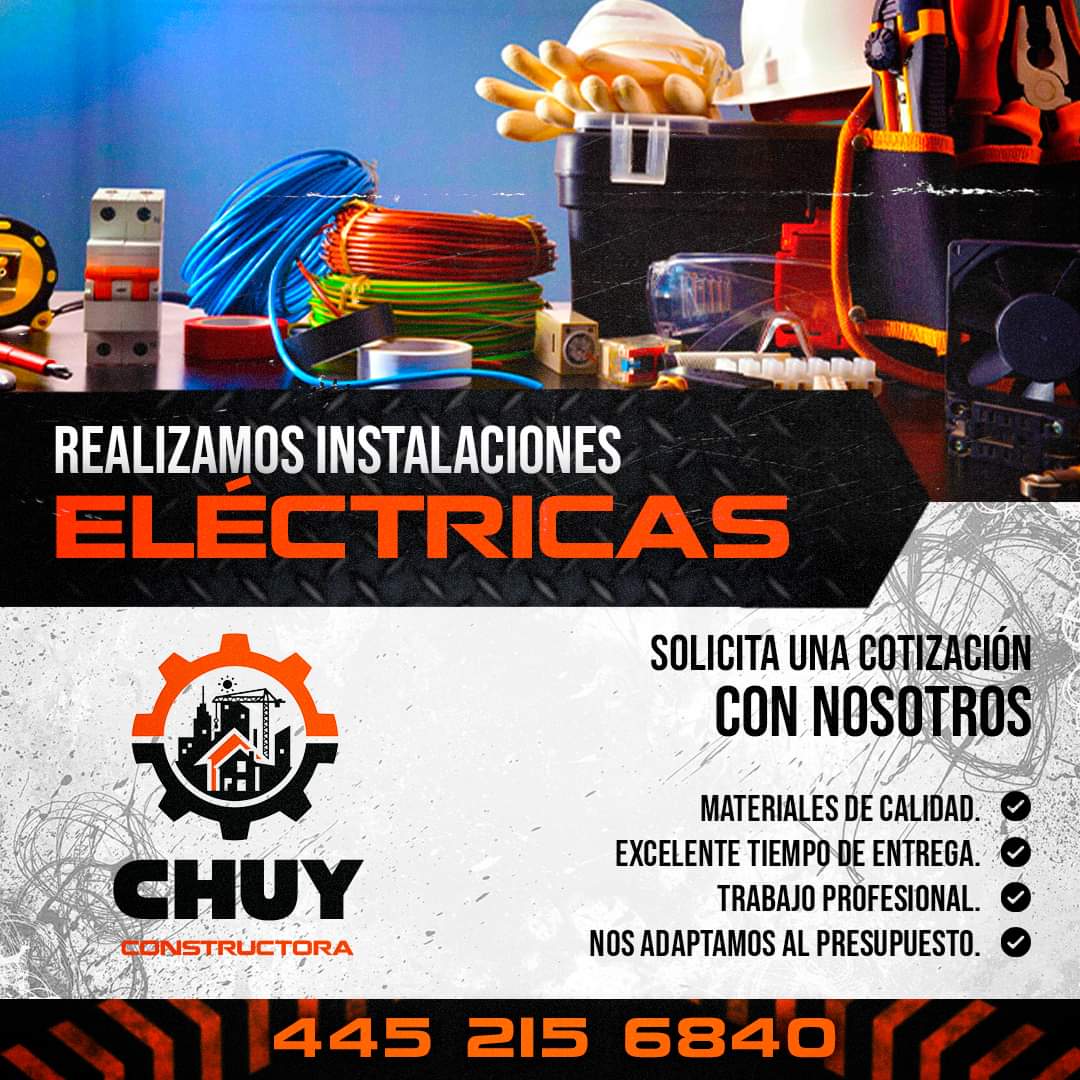 REALIZAMOS INSTALACIONES
ELÉCTRICAS
SOLICITA UNA COTIZACIÓN
CON NOSOTROS
MATERIALES DE CALIDAD.
EXCELENTE TIEMPO DE ENTREGA.
TRABAJO PROFESIONAL.
NOS ADAPTAMOS AL PRESUPUESTO.
CHUY
CONSTRUCTORA
445 215 6840